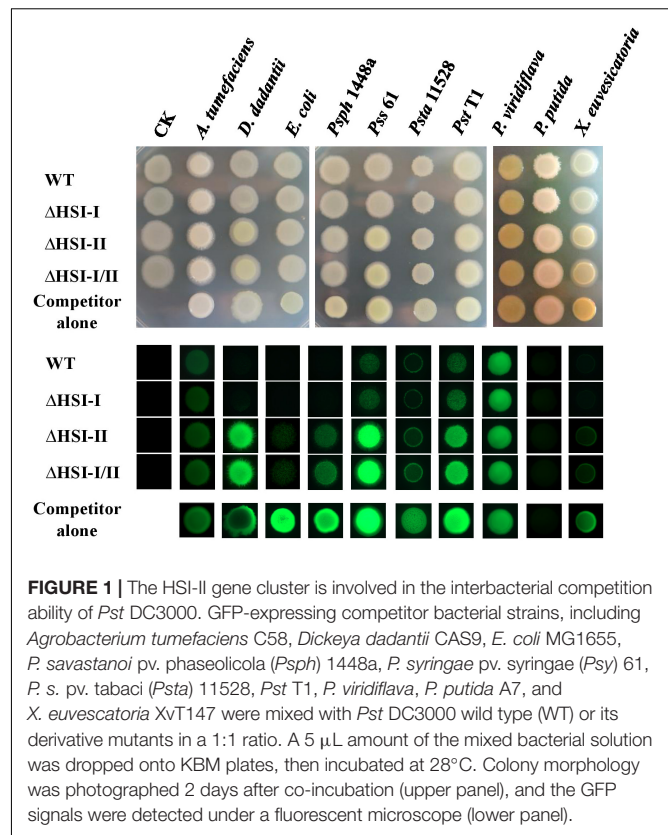 CK
A. tumefaciens
D. dadantii
E. coli
Psph 1448a
Pss 61
Psta 11528
Pst T1
P. viridiflava
P. putida
X. euvesicatoria
WT
ΔHSI-I
ΔHSI-II
ΔHSI-I/II
Competitor
alone
WT
ΔHSI-I
ΔHSI-II
ΔHSI-I/II
Competitor
alone
FIGURE 1 | The HSI-II gene cluster is involved in the interbacterial competition
ability of Pst DC3000. GFP-expressing competitor bacterial strains, including
Agrobacterium tumefaciens C58, Dickeya dadantii CAS9, E. coli MG1655,
P. savastanoi pv. phaseolicola (Psph) 1448a, P. syringae pv. syringae (Psy) 61,
P. s. pv. tabaci (Psta) 11528, Pst T1, P. viridiflava, P. putida A7, and
X. euvescatoria XvT147 were mixed with Pst DC3000 wild type (WT) or its
derivative mutants in a 1:1 ratio. A 5 μL amount of the mixed bacterial solution
was dropped onto KBM plates, then incubated at 28°C. Colony morphology
was photographed 2 days after co-incubation (upper panel), and the GFP
signals were detected under a fluorescent microscope (lower panel).